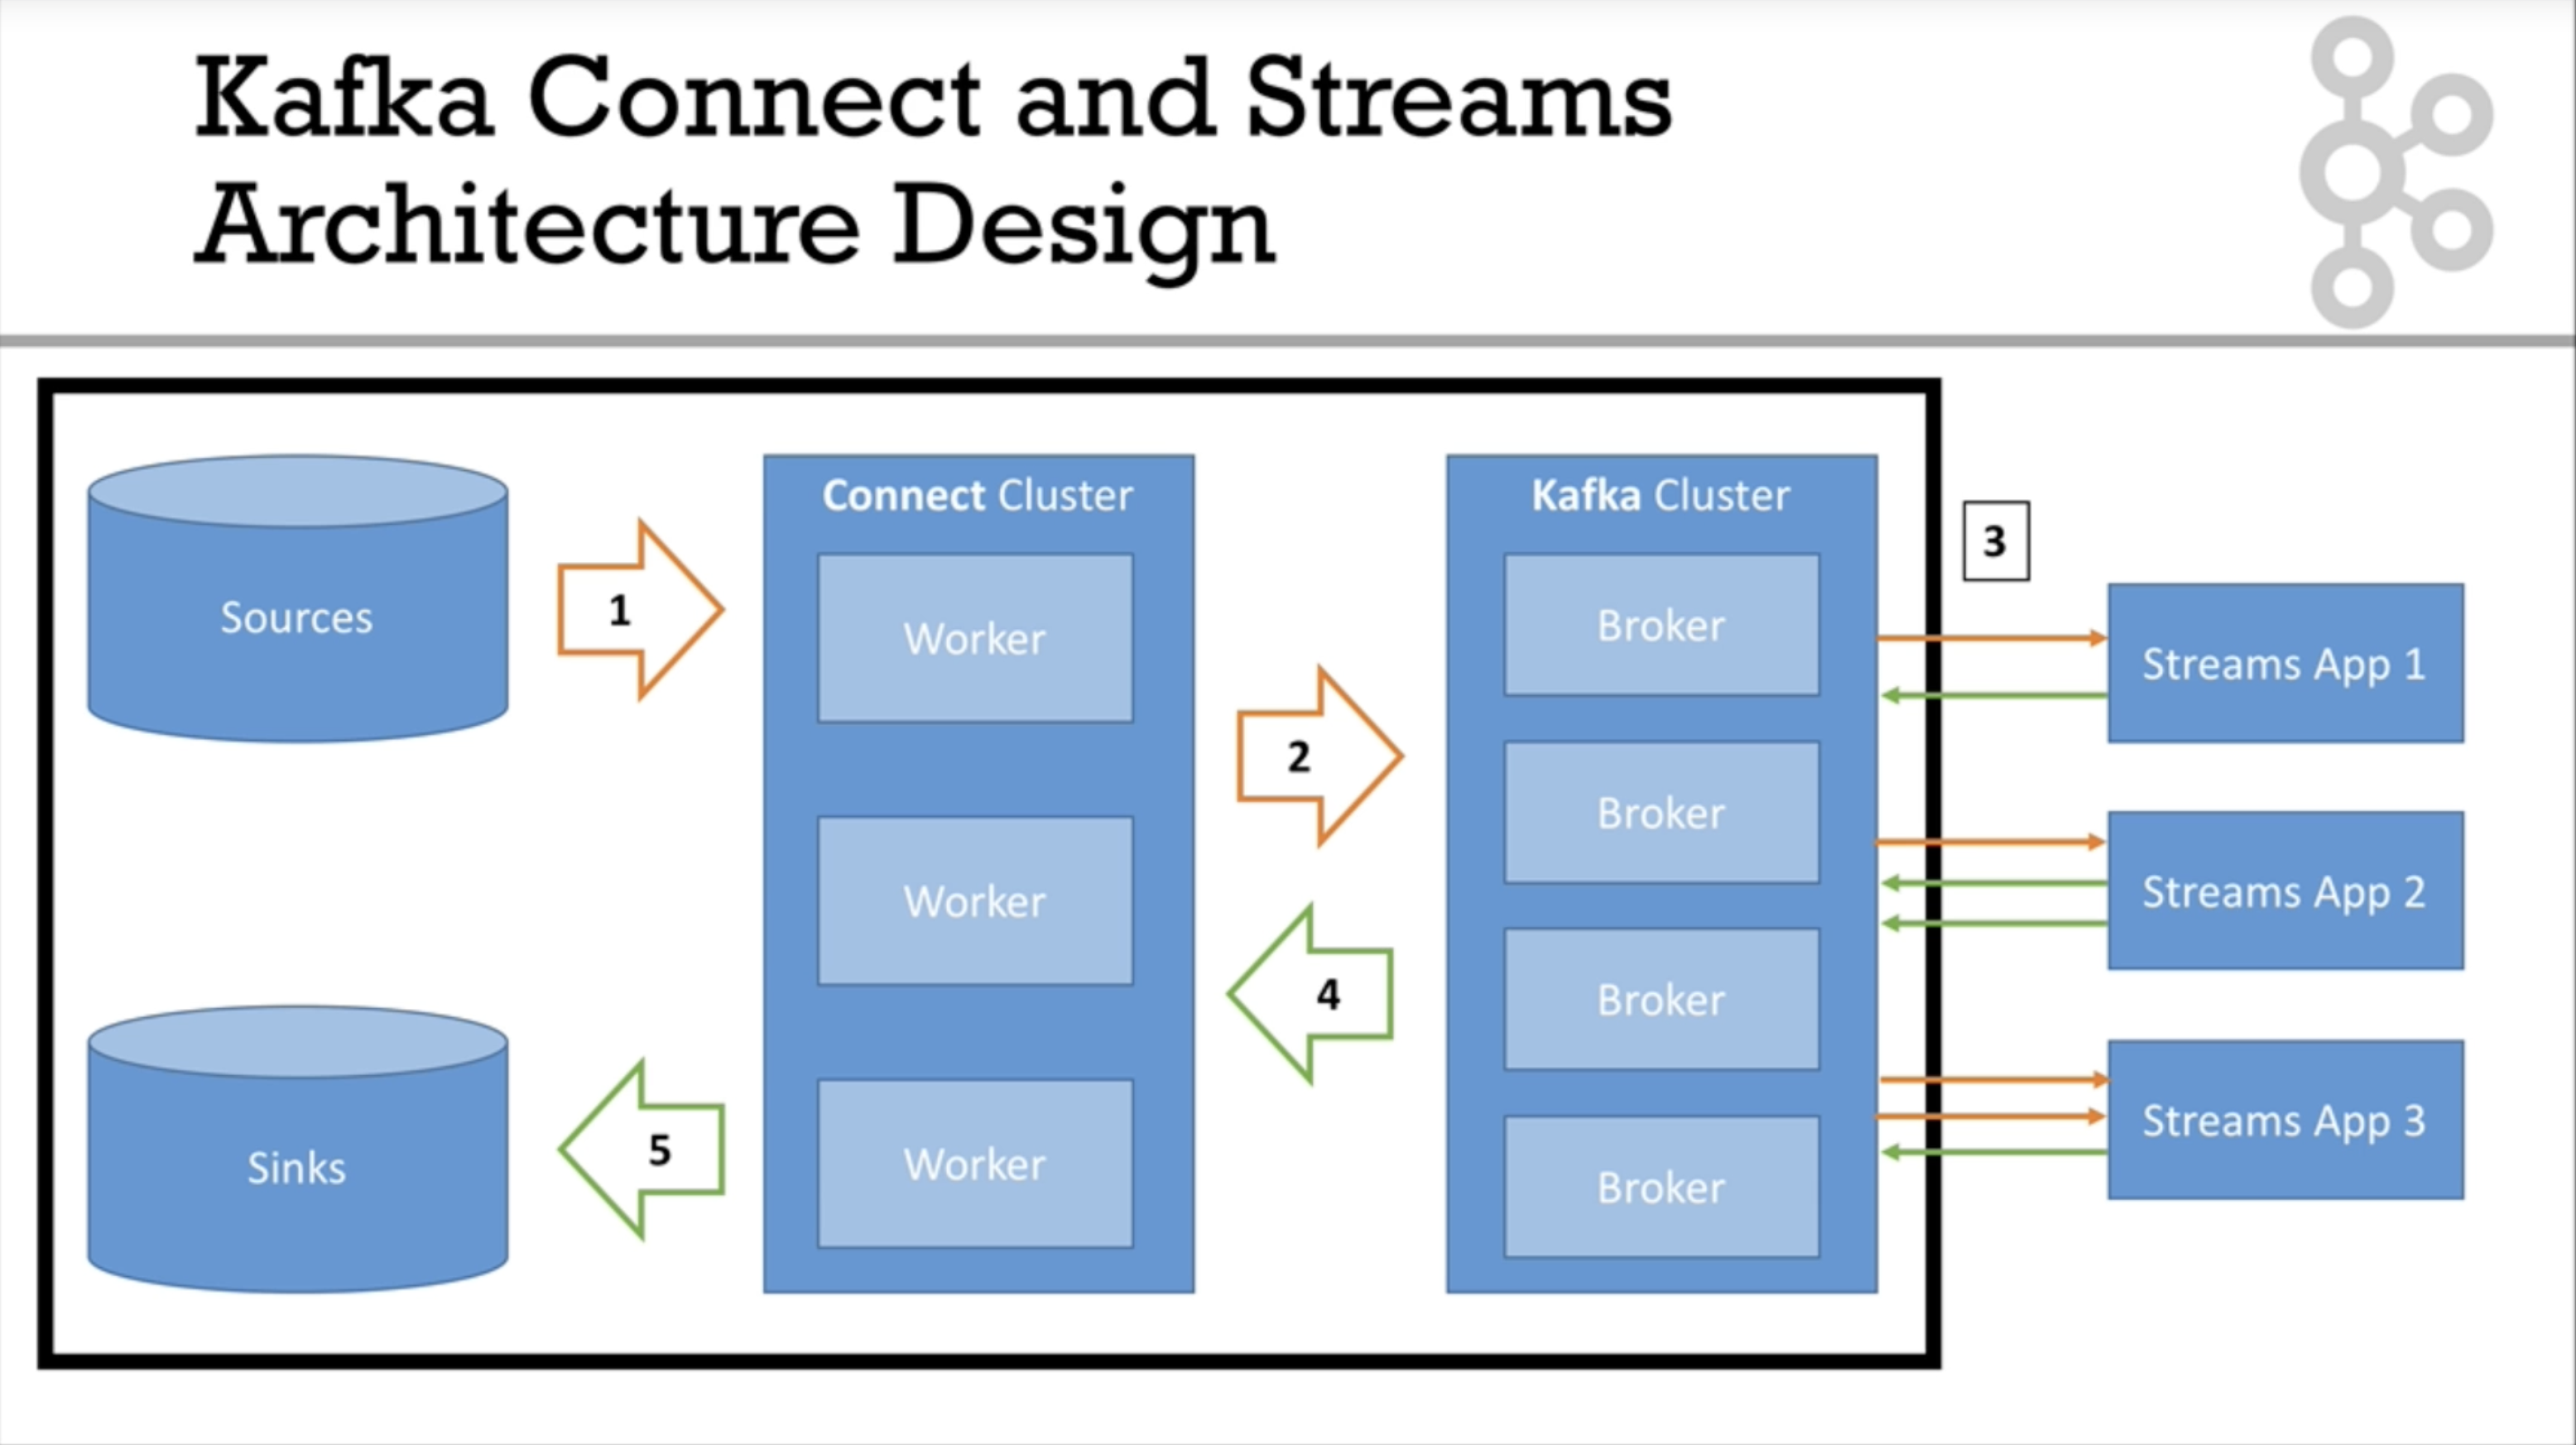 Kafka Connect and Streams
Architecture Design
Sources
1
Connect Cluster
Worker
Worker
Worker
2
Kafka Cluster
Broker
Broker
Broker
Broker
3
Streams App 1
Streams App 2
Streams App 3
4
5
Sinks